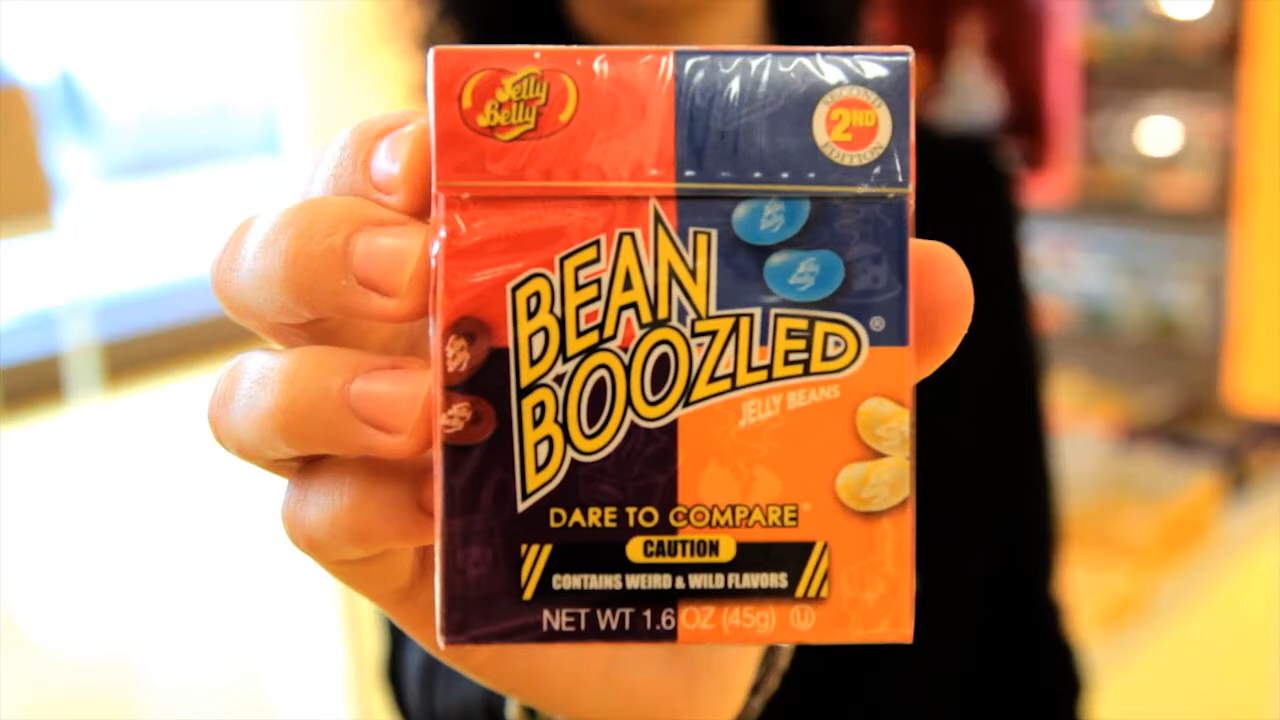 Jelly
Belly
SECOND
2ND
EDITION
BEAN
BOOZLED®
JELLY BEANS
DARE TO COMPARE
CAUTION
CONTAINS WEIRD & WILD FLAVORS
NET WT 1.6 OZ (45g) U